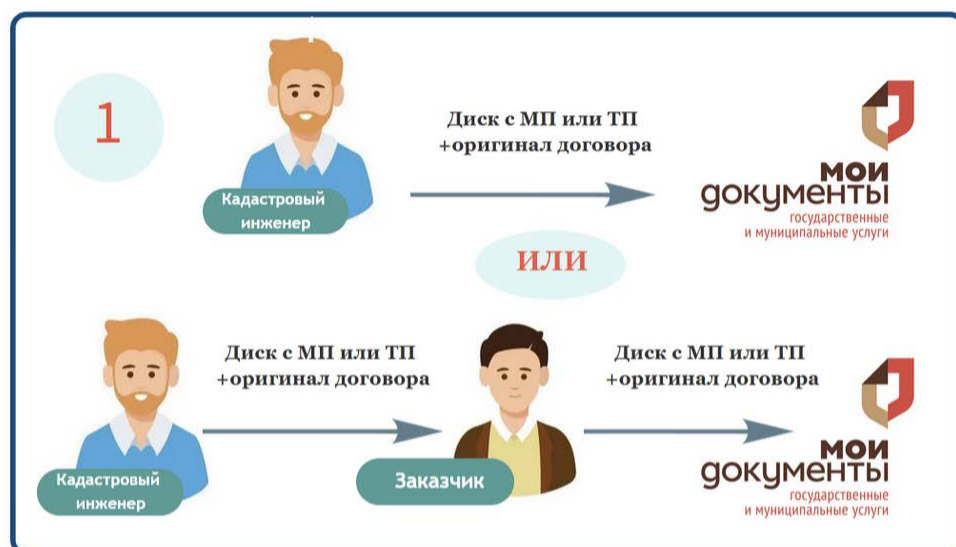 1
Диск с МП или ТП
+оригинал договора
Кадастровый
инженер
мои
документы
государственные
и муниципальные услуги
ИЛИ
Диск с МП или ТП
+оригинал договора
Диск с МП или ТП
+оригинал договора
Кадастровый
инженер
Заказчик
мои
документы
государственные
и муниципальные услуги